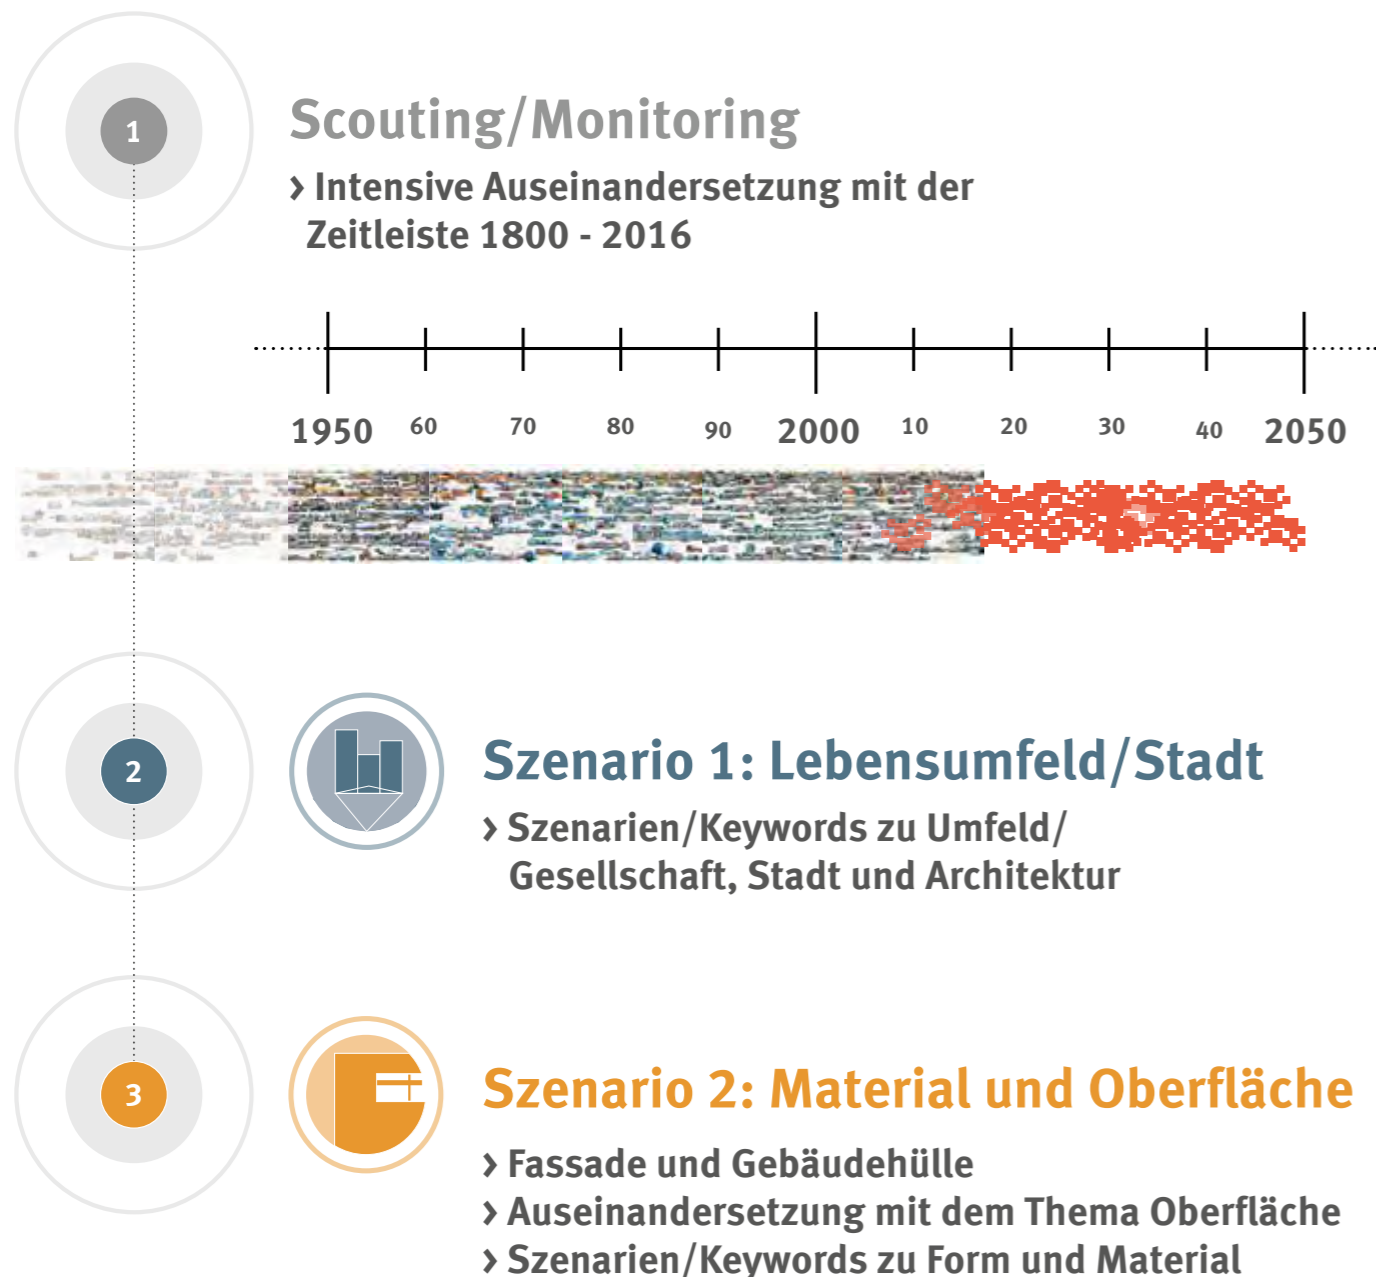 1
Scouting/Monitoring
> Intensive Auseinandersetzung mit der
Zeitleiste 1800 - 2016
1950 60 70 80 90 2000 10 20 30 40 2050
2
Szenario 1: Lebensumfeld/Stadt
> Szenarien/Keywords zu Umfeld/
Gesellschaft, Stadt und Architektur
3
Szenario 2: Material und Oberfläche
> Fassade und Gebäudehülle
> Auseinandersetzung mit dem Thema Oberfläche
> Szenarien/Keywords zu Form und Material